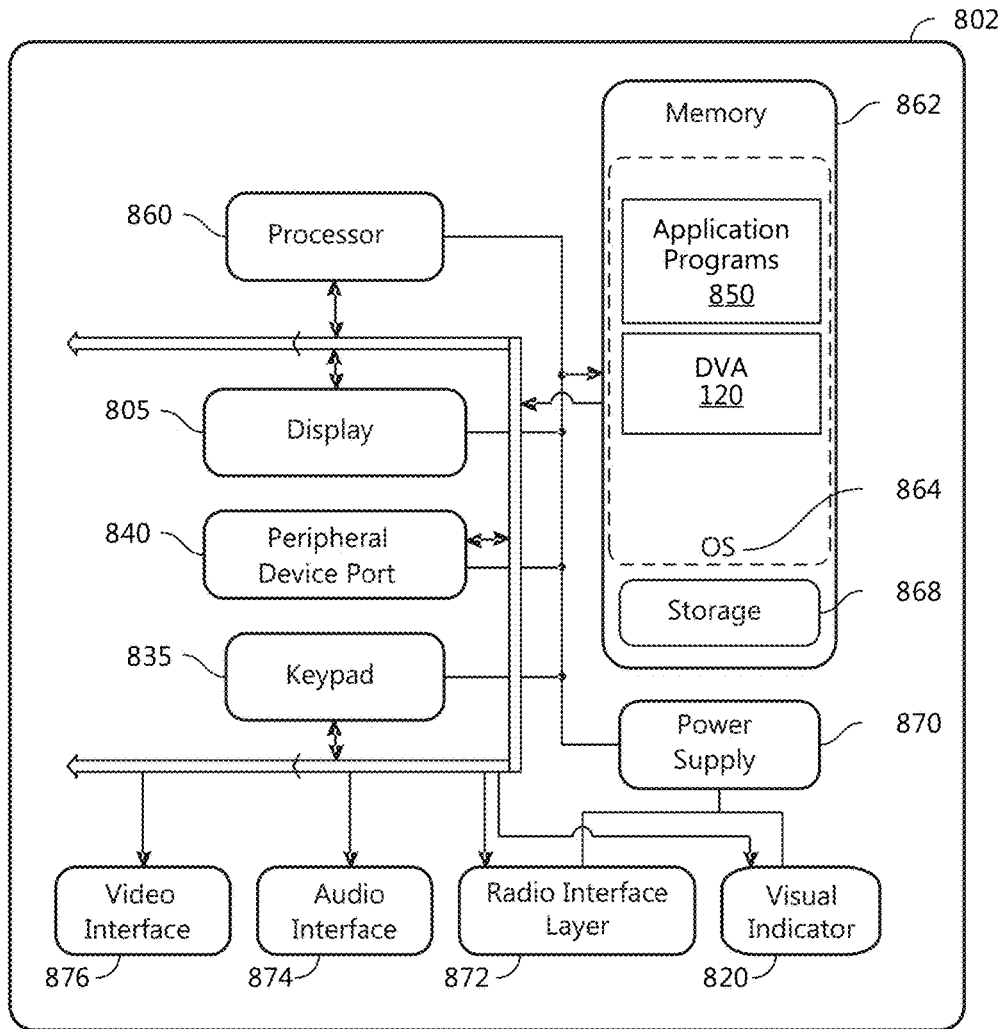 802
Memory
862
860
Processor
Application
Programs
850
DVA
120
805
Display
864
840
Peripheral
Device Port
OS
868
Storage
835
Keypad
Power
Supply
870
Video
Interface
Audio
Interface
Radio Interface
Layer
Visual
Indicator
876
874
872
820